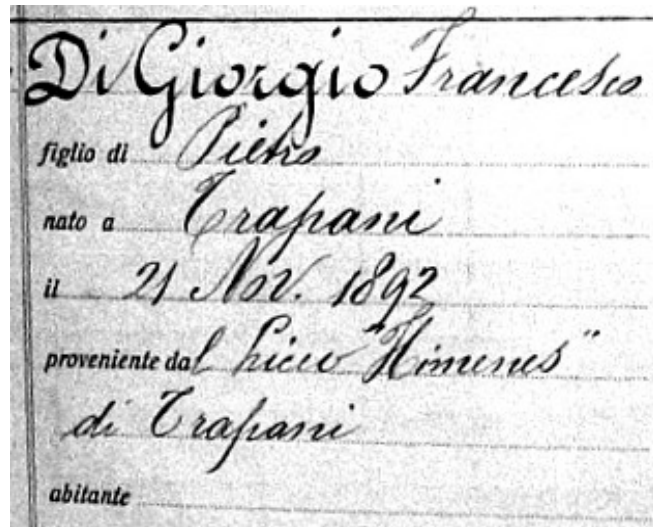 Di Giorgio Francesco
figlio di Pietro
nato a Trapani
il 21 Nov. 1892
proveniente dal Liceo "Ximenes"
di Trapani
abitante